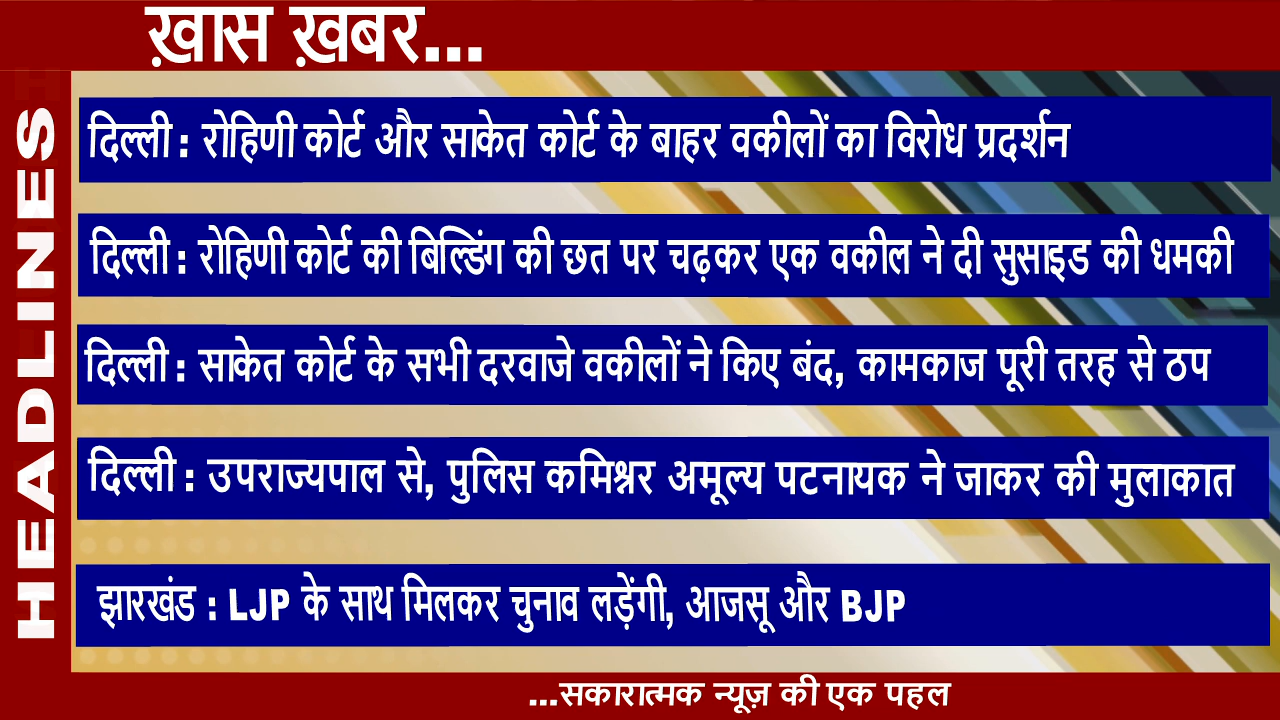 ख़ास ख़बर...
HEADLINES
दिल्ली : रोहिणी कोर्ट और साकेत कोर्ट के बाहर वकीलों का विरोध प्रदर्शन
दिल्ली : रोहिणी कोर्ट की बिल्डिंग की छत पर चढ़कर एक वकील ने दी सुसाइड की धमकी
दिल्ली : साकेत कोर्ट के सभी दरवाजे वकीलों ने किए बंद, कामकाज पूरी तरह से ठप
दिल्ली : उपराज्यपाल से, पुलिस कमिश्नर अमूल्य पटनायक ने जाकर की मुलाकात
झारखंड : LJP के साथ मिलकर चुनाव लड़ेंगी, आजसू और BJP
...सकारात्मक न्यूज़ की एक पहल